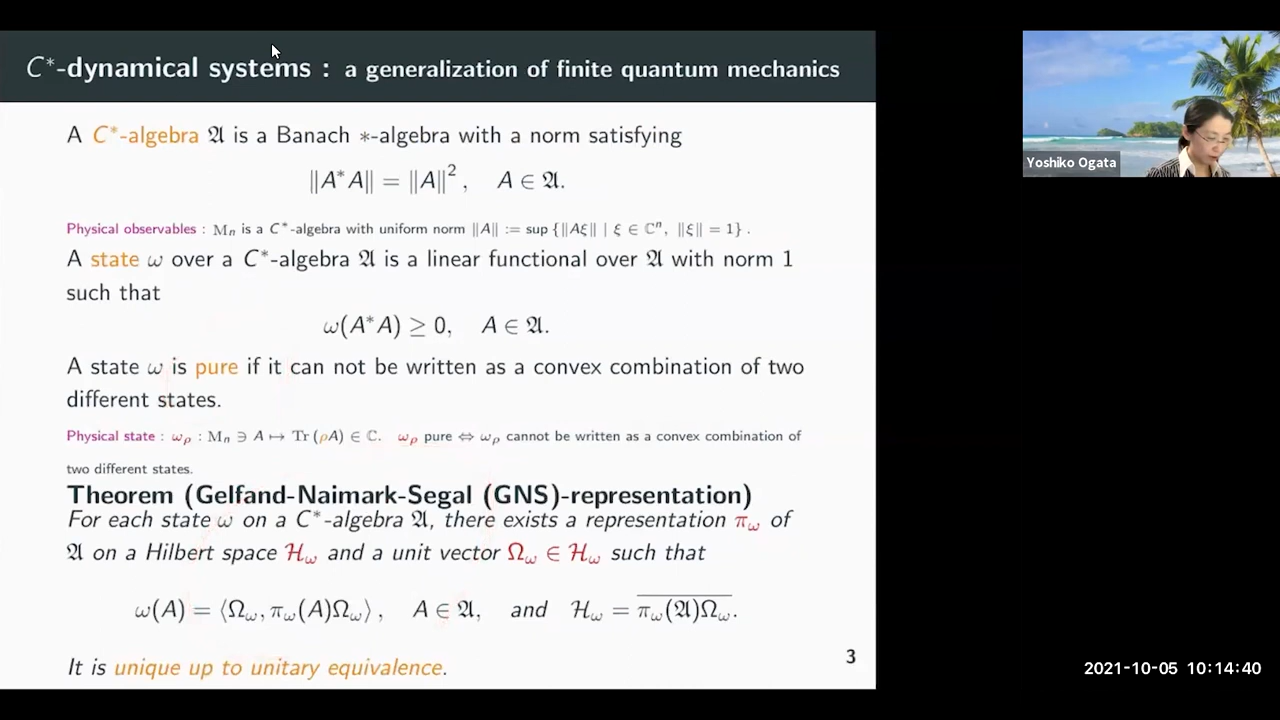 C*-dynamical systems : a generalization of finite quantum mechanics
A C*-algebra 𝔄 is a Banach ∗-algebra with a norm satisfying
‖A*A‖ = ‖A‖², A ∈ 𝔄.
Physical observables : Mₙ is a C*-algebra with uniform norm ‖A‖ := sup {‖Aξ‖ | ξ ∈ ℂⁿ, ‖ξ‖ = 1} .
A state ω over a C*-algebra 𝔄 is a linear functional over 𝔄 with norm 1
such that
ω(A*A) ≥ 0, A ∈ 𝔄.
A state ω is pure if it can not be written as a convex combination of two
different states.
Physical state : ω_ρ : Mₙ ∋ A ↦ Tr (ρA) ∈ ℂ. ω_ρ pure ⇔ ω_ρ cannot be written as a convex combination of
two different states.
Theorem (Gelfand-Naimark-Segal (GNS)-representation)
For each state ω on a C*-algebra 𝔄, there exists a representation π_ω of
𝔄 on a Hilbert space ℋ_ω and a unit vector Ω_ω ∈ ℋ_ω such that
ω(A) = ⟨Ω_ω, π_ω(A)Ω_ω⟩ , A ∈ 𝔄, and ℋ_ω = \overline{π_ω(𝔄)Ω_ω}.
It is unique up to unitary equivalence.
3
Yoshiko Ogata
2021-10-05 10:14:40